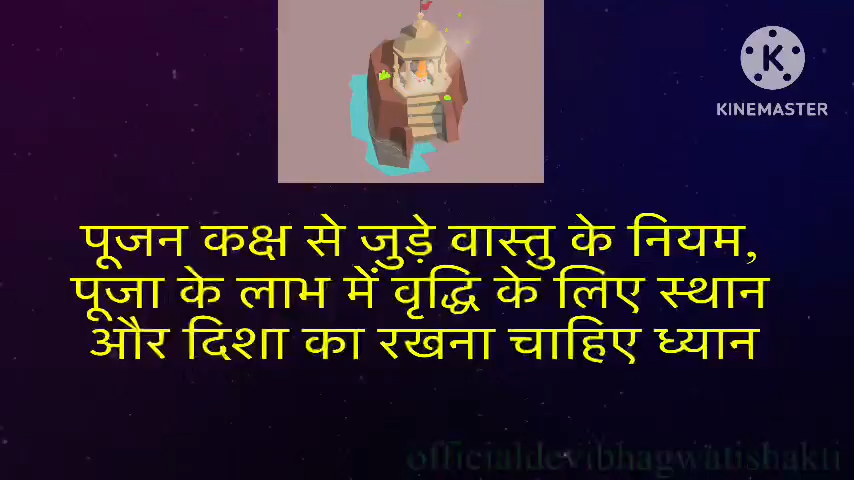 KINEMASTER
पूजन कक्ष से जुड़े वास्तु के नियम,
पूजा के लाभ में वृद्धि के लिए स्थान
और दिशा का रखना चाहिए ध्यान
officialdevibhagwatishakti